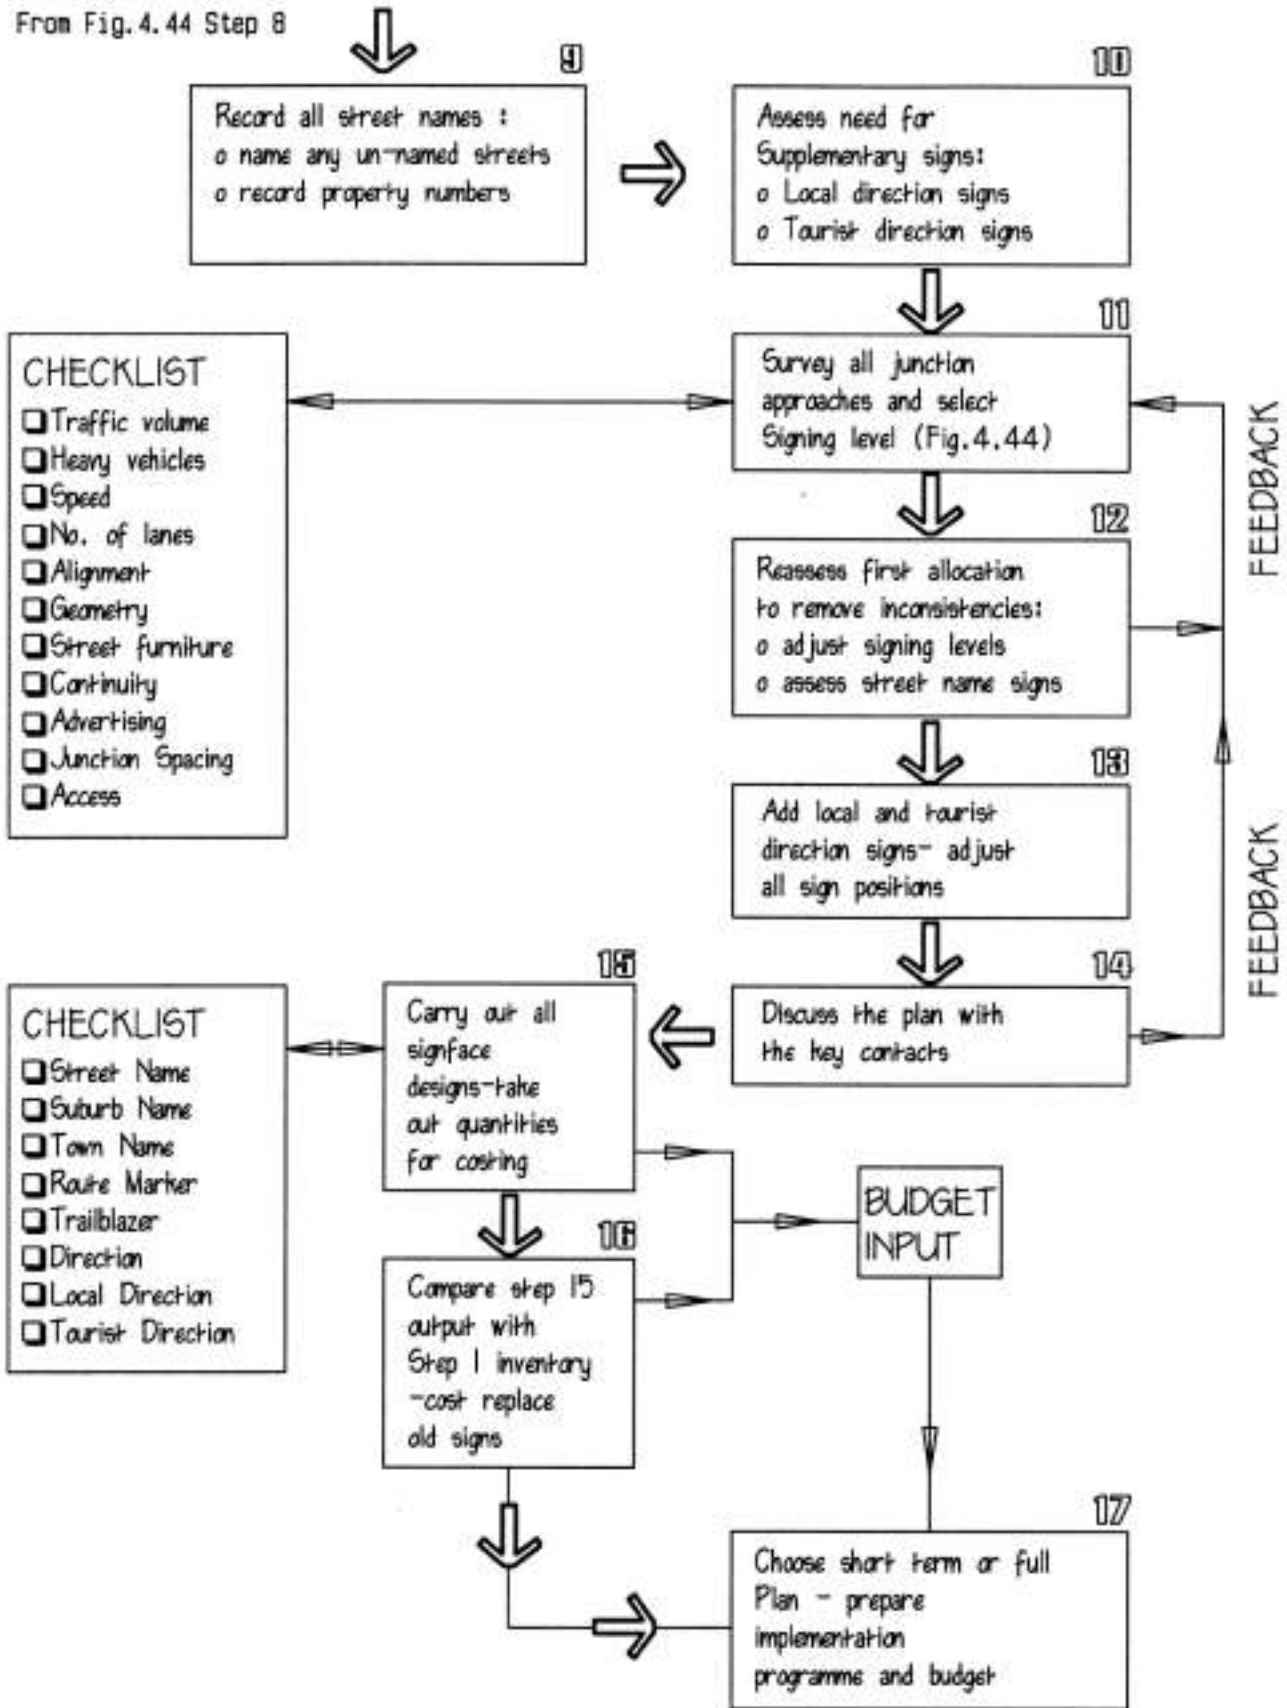 From Fig.4.44 Step 8
9
Record all street names :
o name any un-named streets
o record property numbers
10
Assess need for
Supplementary signs:
o Local direction signs
o Tourist direction signs
11
Survey all junction
approaches and select
Signing level (Fig.4.44)
CHECKLIST
Traffic volume
Heavy vehicles
Speed
No. of lanes
Alignment
Geometry
Street furniture
Continuity
Advertising
Junction Spacing
Access
12
Reassess first allocation
to remove inconsistencies:
o adjust signing levels
o assess street name signs
FEEDBACK
13
Add local and tourist
direction signs- adjust
all sign positions
FEEDBACK
14
Discuss the plan with
the key contacts
15
Carry out all
signface
designs-take
out quantities
for costing
CHECKLIST
Street Name
Suburb Name
Town Name
Route Marker
Trailblazer
Direction
Local Direction
Tourist Direction
16
Compare step 15
output with
Step 1 inventory
-cost replace
old signs
BUDGET
INPUT
17
Choose short term or full
Plan - prepare
implementation
programme and budget